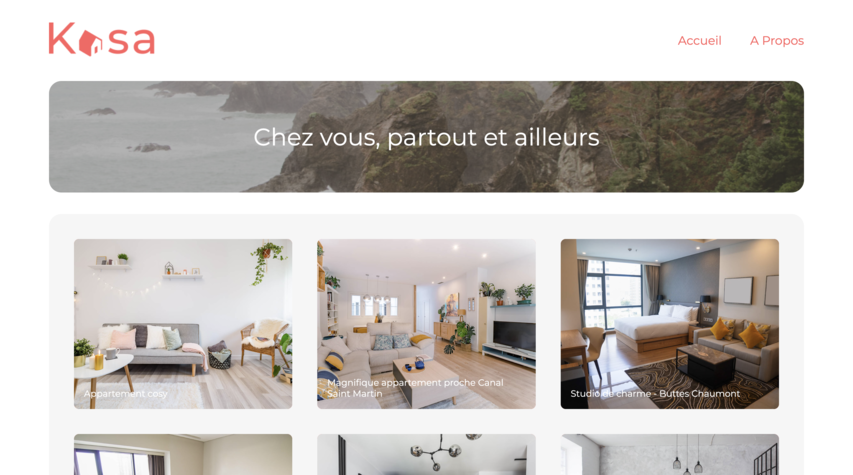 Kasa
Accueil
A Propos
Chez vous, partout et ailleurs
Appartement cosy
Magnifique appartement proche Canal
Saint Martin
Studio de charme - Buttes Chaumont